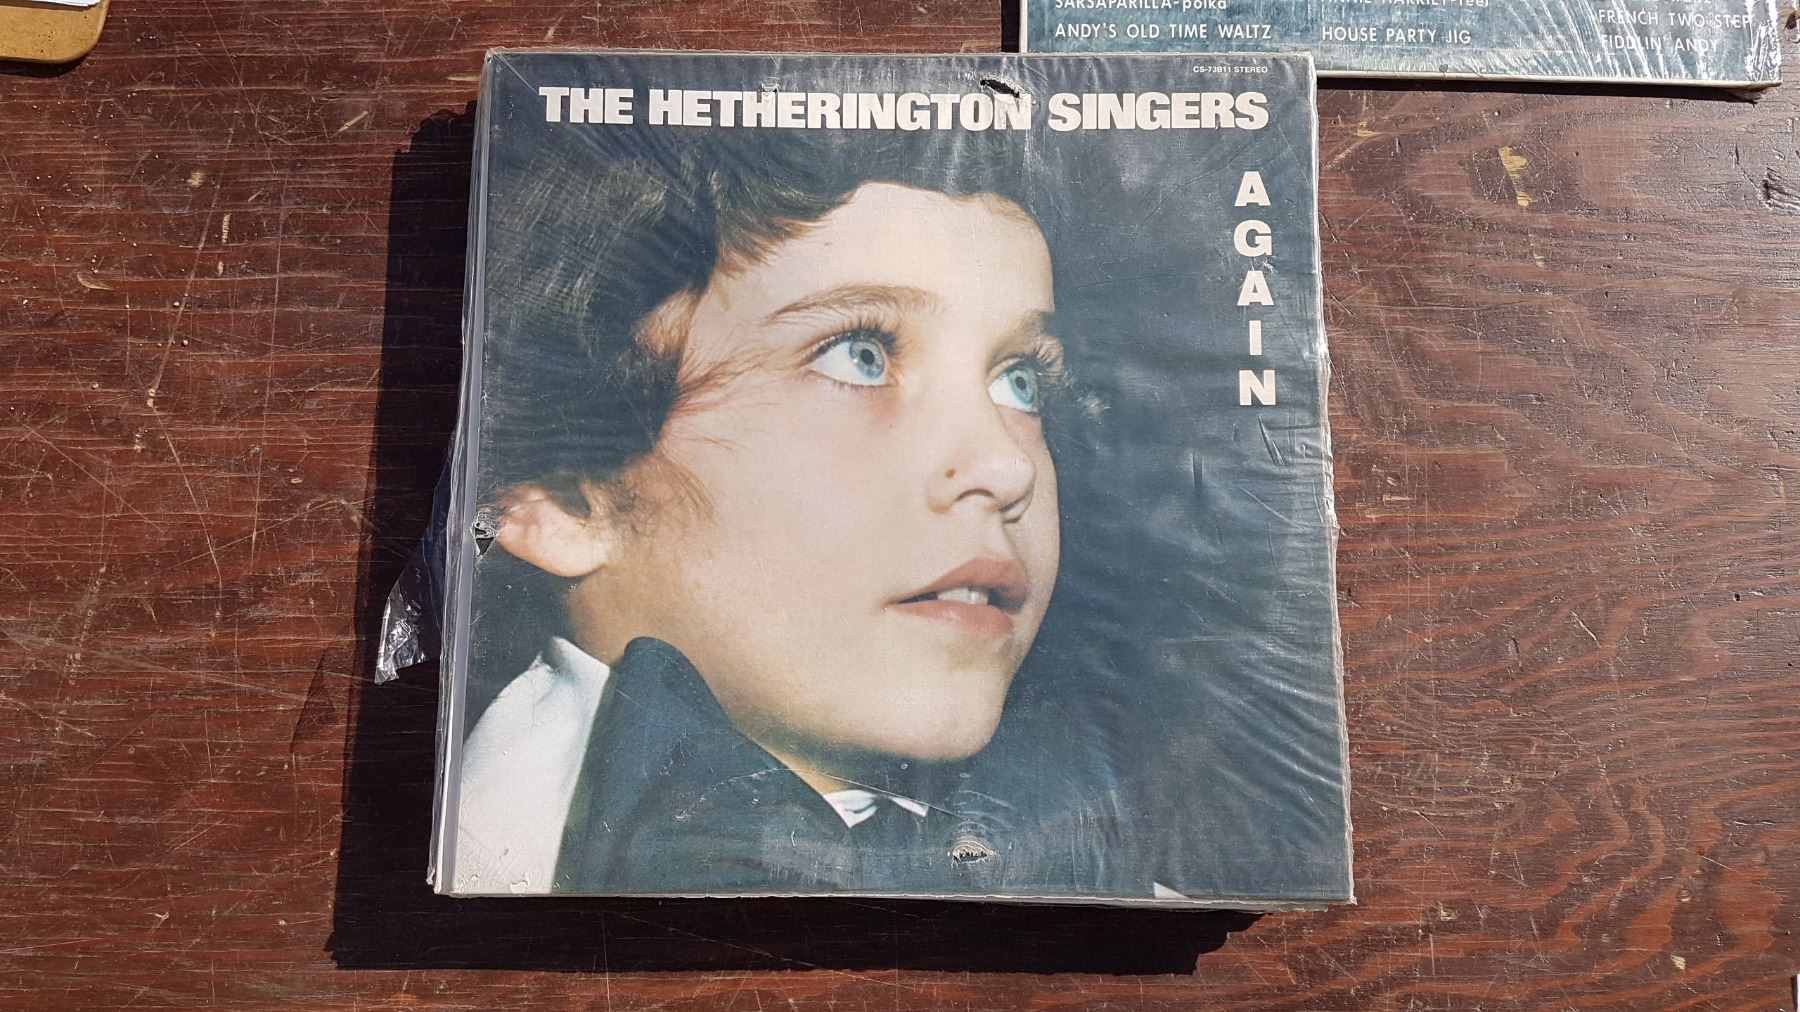 SARSAPARILLA-polka
ANDY'S OLD TIME WALTZ
HOUSE PARTY JIG
FRENCH TWO STEP
FIDDLIN' ANDY
CS-73811 STEREO
THE HETHERINGTON SINGERS
AGAIN